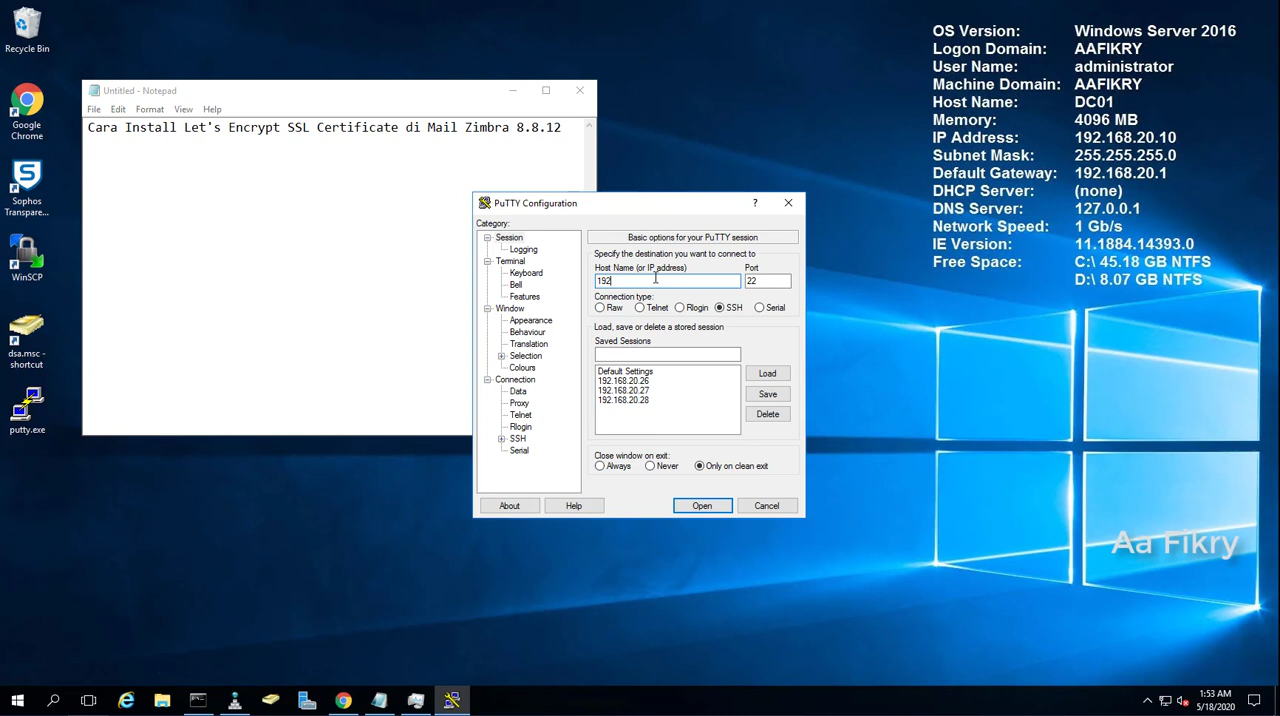 Recycle Bin
Google
Chrome
Sophos
Transpare...
WinSCP
dsa.msc -
shortcut
putty.exe
Untitled - Notepad
File Edit Format View Help
Cara Install Let's Encrypt SSL Certificate di Mail Zimbra 8.8.12
PuTTY Configuration
?
Category:
Session
Logging
Terminal
Keyboard
Bell
Features
Window
Appearance
Behaviour
Translation
Selection
Colours
Connection
Data
Proxy
Telnet
Rlogin
SSH
Serial
Basic options for your PuTTY session
Specify the destination you want to connect to
Host Name (or IP address) Port
192 22
Connection type:
Raw Telnet Rlogin SSH Serial
Load, save or delete a stored session
Saved Sessions
Default Settings
192.168.20.26
192.168.20.27
192.168.20.28
Load
Save
Delete
Close window on exit:
Always Never Only on clean exit
About Help Open Cancel
OS Version: Windows Server 2016
Logon Domain: AAFIKRY
User Name: administrator
Machine Domain: AAFIKRY
Host Name: DC01
Memory: 4096 MB
IP Address: 192.168.20.10
Subnet Mask: 255.255.255.0
Default Gateway: 192.168.20.1
DHCP Server: (none)
DNS Server: 127.0.0.1
Network Speed: 1 Gb/s
IE Version: 11.1884.14393.0
Free Space: C:\ 45.18 GB NTFS
D:\ 8.07 GB NTFS
Aa Fikry
1:53 AM
5/18/2020